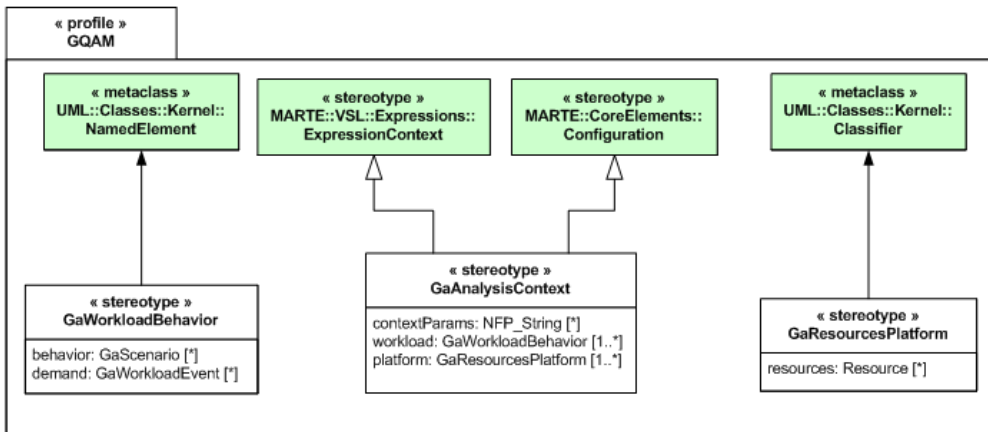 « profile »
GQAM
« metaclass »
UML::Classes::Kernel::
NamedElement
« stereotype »
MARTE::VSL::Expressions::
ExpressionContext
« stereotype »
MARTE::CoreElements::
Configuration
« metaclass »
UML::Classes::Kernel::
Classifier
« stereotype »
GaWorkloadBehavior
behavior: GaScenario [*]
demand: GaWorkloadEvent [*]
« stereotype »
GaAnalysisContext
contextParams: NFP_String [*]
workload: GaWorkloadBehavior [1..*]
platform: GaResourcesPlatform [1..*]
« stereotype »
GaResourcesPlatform
resources: Resource [*]